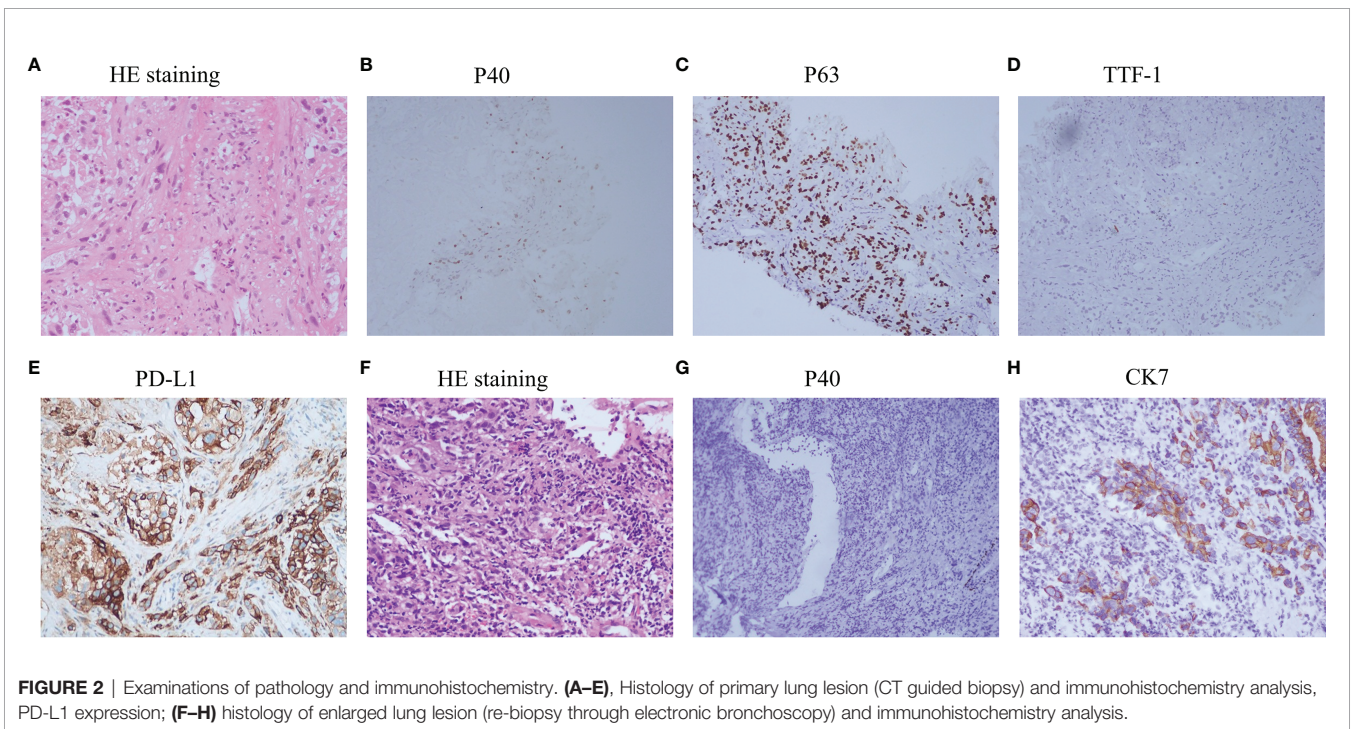 A HE staining
B P40
C P63
D TTF-1
E PD-L1
F HE staining
G P40
H CK7
FIGURE 2 | Examinations of pathology and immunohistochemistry. (A–E), Histology of primary lung lesion (CT guided biopsy) and immunohistochemistry analysis,
PD-L1 expression; (F–H) histology of enlarged lung lesion (re-biopsy through electronic bronchoscopy) and immunohistochemistry analysis.